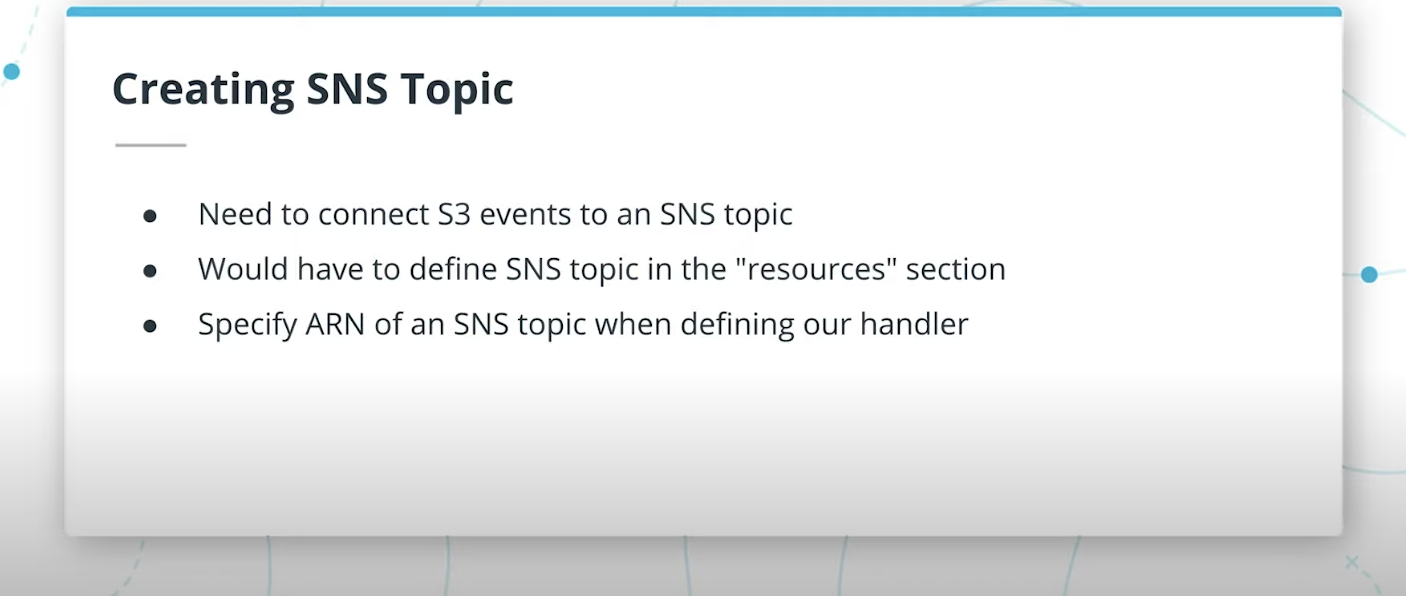 Creating SNS Topic
● Need to connect S3 events to an SNS topic
● Would have to define SNS topic in the "resources" section
● Specify ARN of an SNS topic when defining our handler